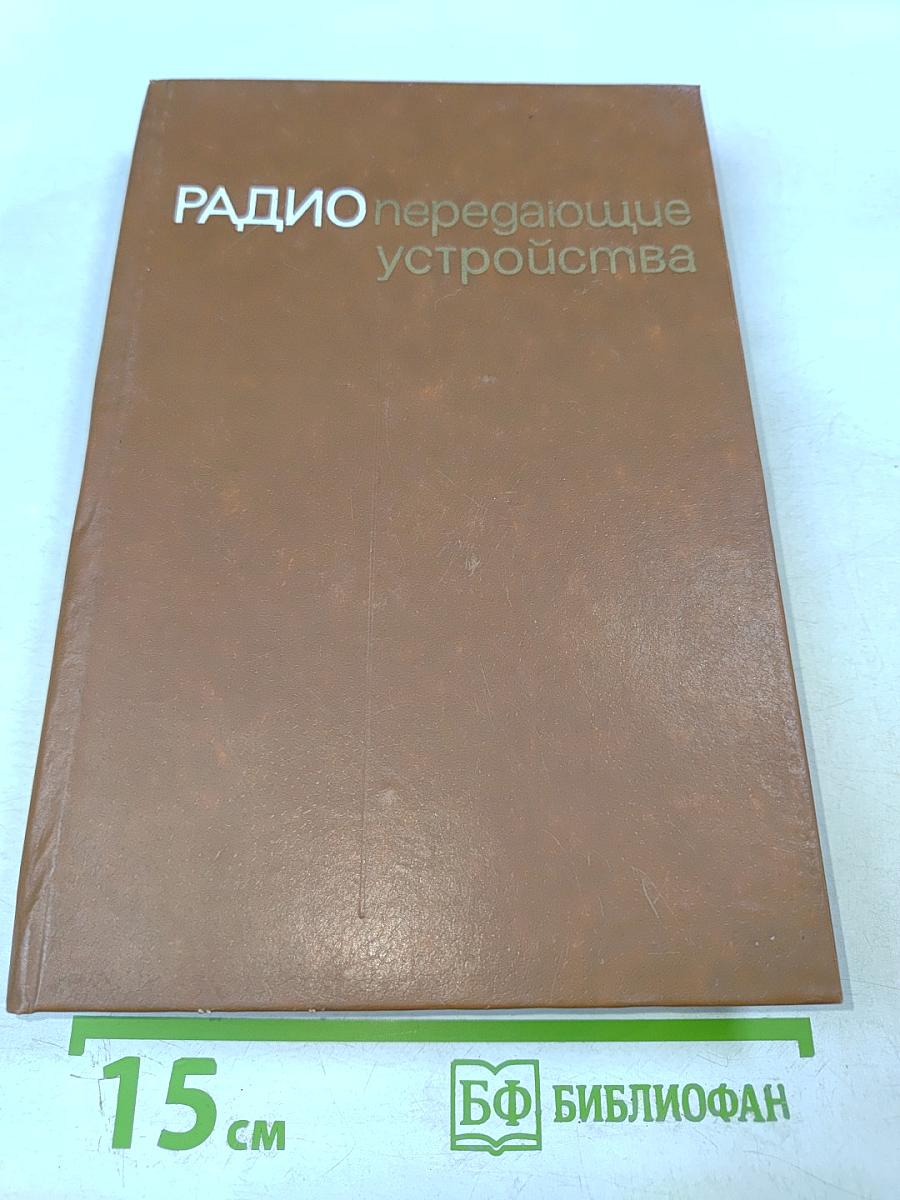 РАДИОпередающие
устройства
15 см
БФ БИБЛИОФАН